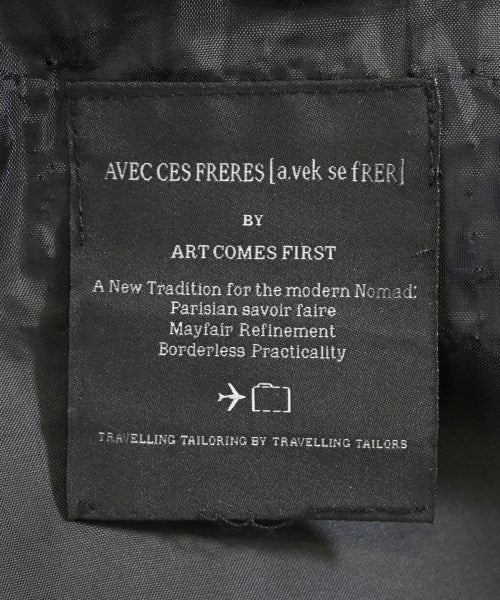 AVEC CES FRERES [a.vek se fRER]
BY
ART COMES FIRST
A New Tradition for the modern Nomad:
Parisian savoir faire
Mayfair Refinement
Borderless Practicality
TRAVELLING TAILORING BY TRAVELLING TAILORS